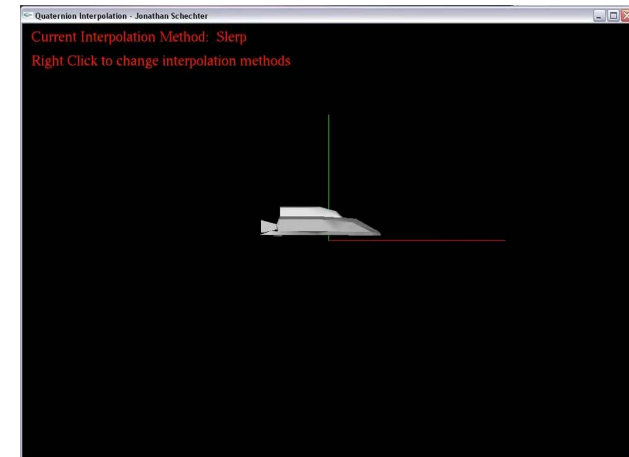 Quaternion Interpolation - Jonathan Schechter
Current Interpolation Method: Slerp
Right Click to change interpolation methods